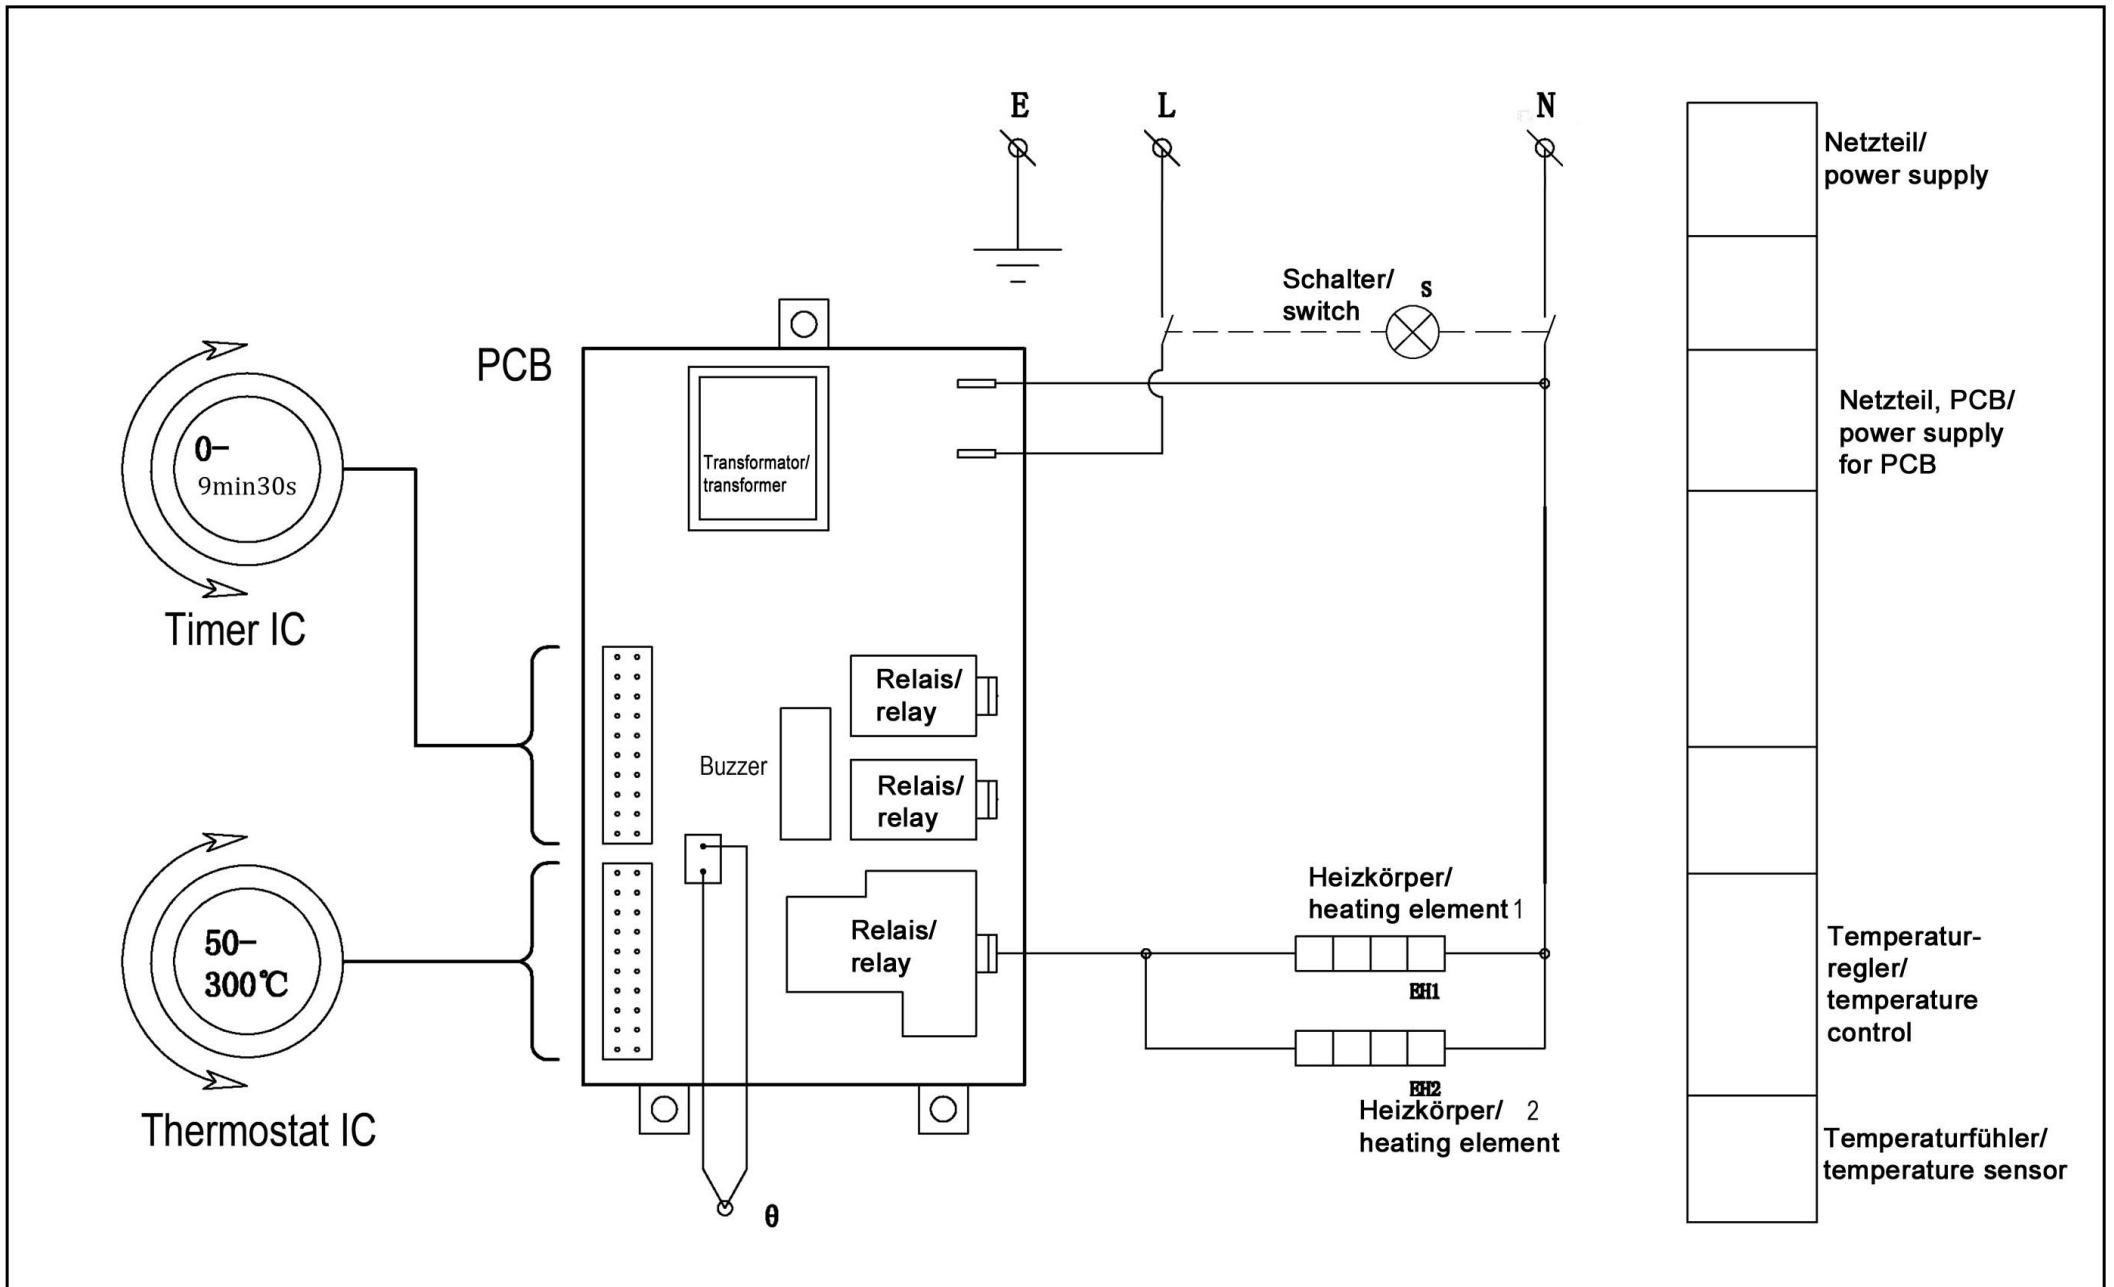 E
L
N
Netzteil/
power supply
Schalter/
switch
S
PCB
Netzteil, PCB/
power supply
for PCB
0-
9min30s
Transformator/
transformer
Timer IC
Relais/
relay
Buzzer
Relais/
relay
Heizkörper/
heating element 1
Relais/
relay
50-
300℃
EH1
Temperatur-
regler/
temperature
control
Thermostat IC
EH2
Heizkörper/ 2
heating element
Temperaturfühler/
temperature sensor
θ